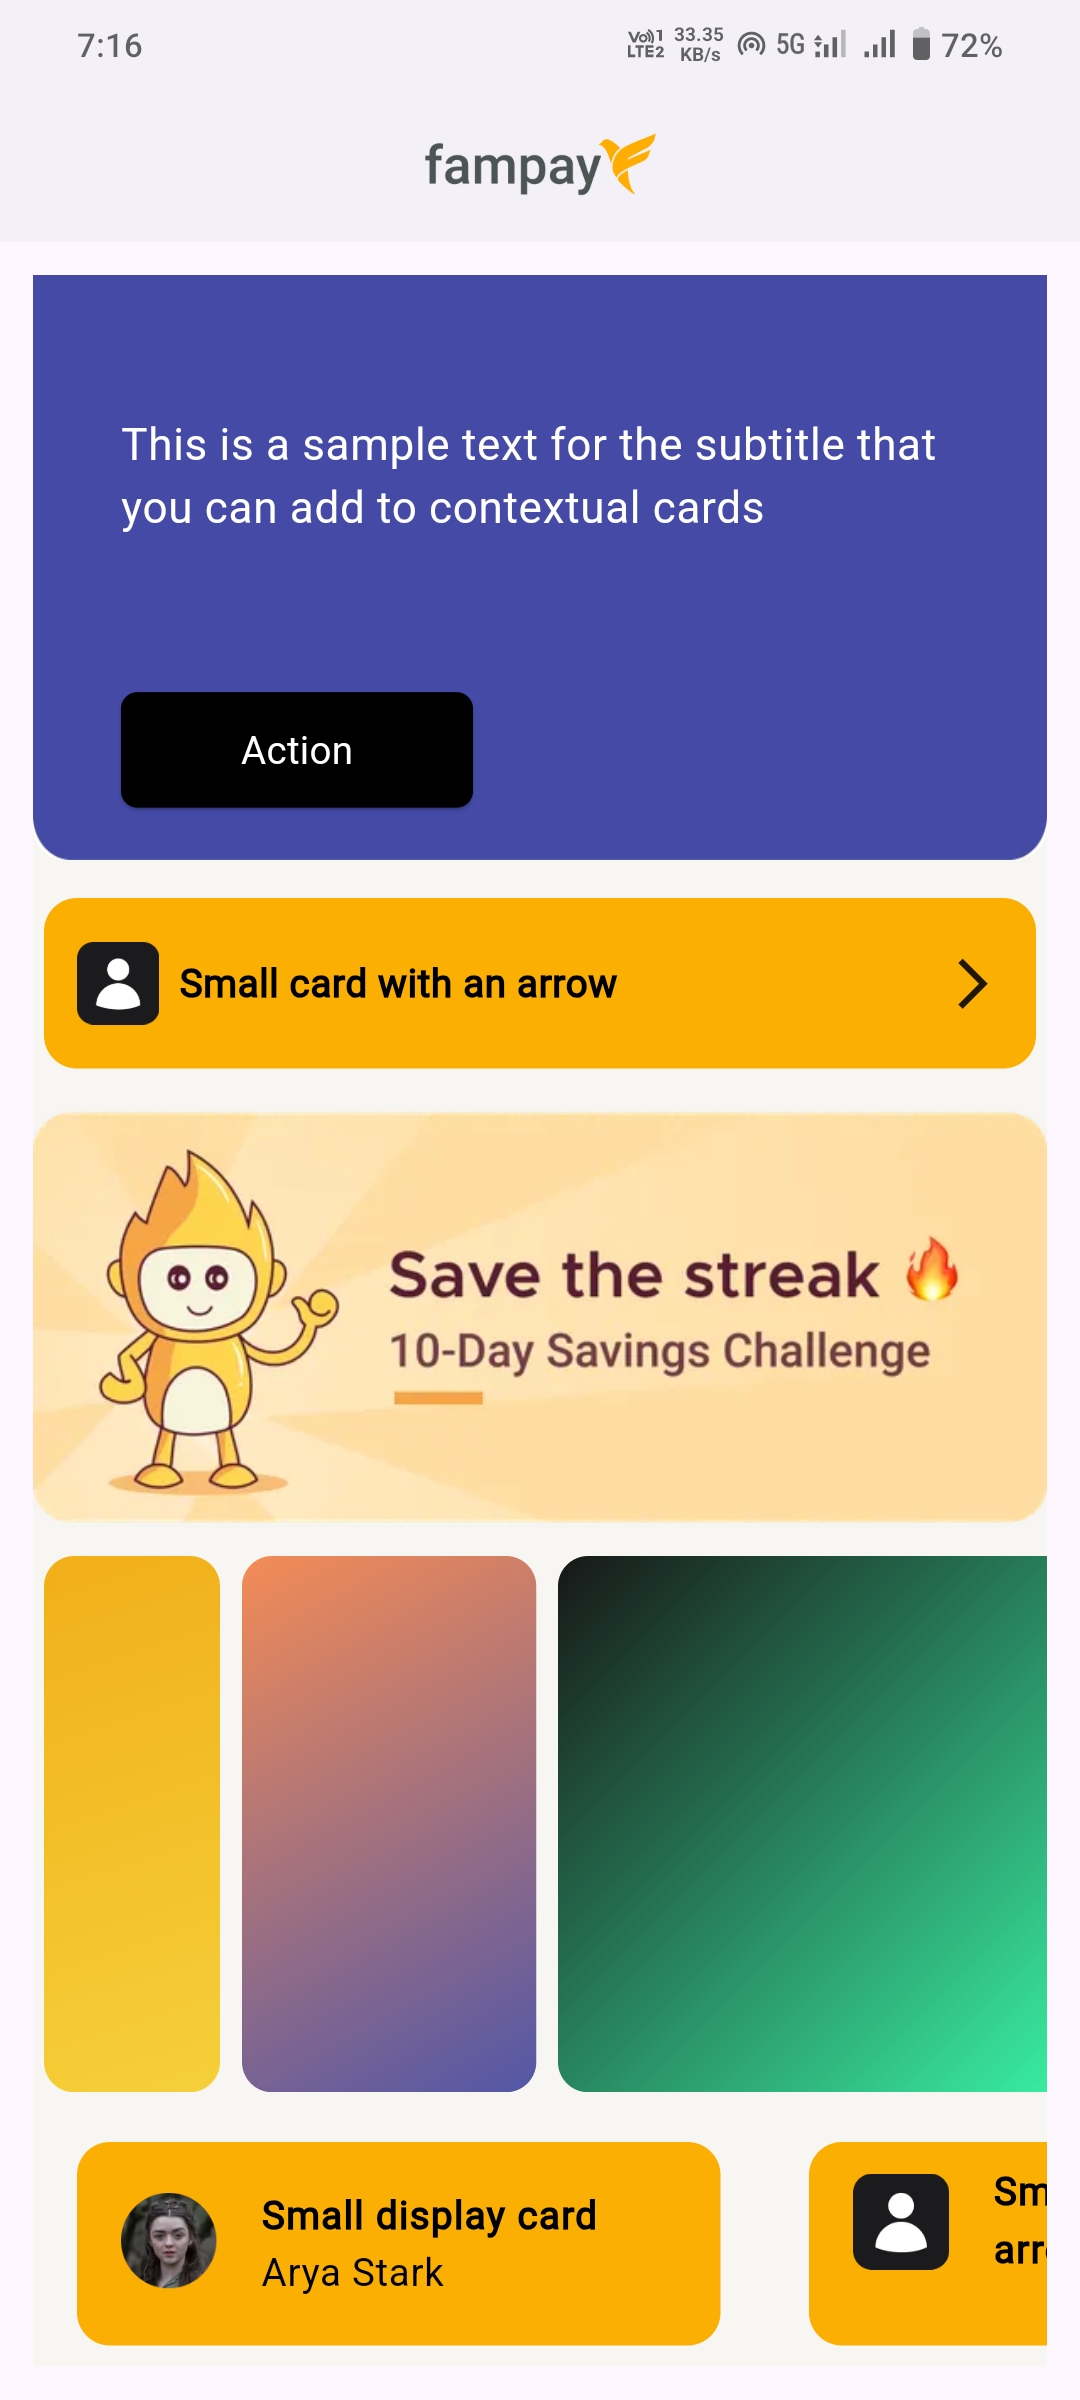 7:16
Vo)) 1 LTE2 33.35 KB/s 5G 72%
fampay
This is a sample text for the subtitle that
you can add to contextual cards
Action
Small card with an arrow
Save the streak 🔥
10-Day Savings Challenge
Small display card
Arya Stark
Sm
arr